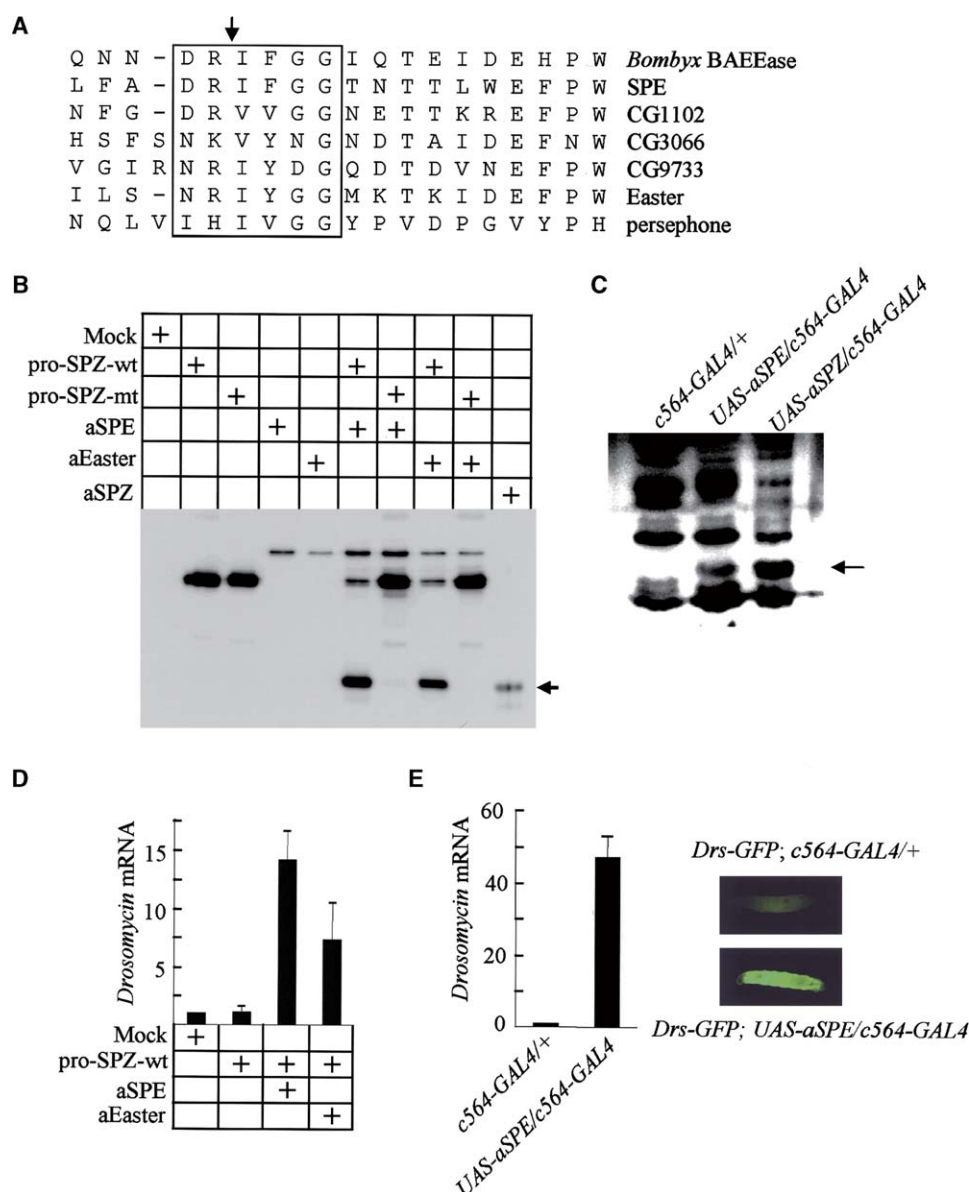 A
Q N N - D R I F G G I Q T E I D E H P W Bombyx BAEEase
L F A - D R I F G G T N T T L W E F P W SPE
N F G - D R V V G G N E T T K R E F P W CG1102
H S F S N K V Y N G N D T A I D E F N W CG3066
V G I R N R I Y D G Q D T D V N E F P W CG9733
I L S - N R I Y G G M K T K I D E F P W Easter
N Q L V I H I V G G Y P V D P G V Y P H persephone
B
Mock +
pro-SPZ-wt + + +
pro-SPZ-mt + + +
aSPE + + +
aEaster + + +
aSPZ +
C
c564-GAL4/+
UAS-aSPE/c564-GAL4
UAS-aSPZ/c564-GAL4
D
Drosomycin mRNA
15
10
5
Mock +
pro-SPZ-wt + + +
aSPE +
aEaster +
E
Drosomycin mRNA
60
40
20
0
c564-GAL4/+
UAS-aSPE/c564-GAL4
Drs-GFP; c564-GAL4/+
Drs-GFP; UAS-aSPE/c564-GAL4